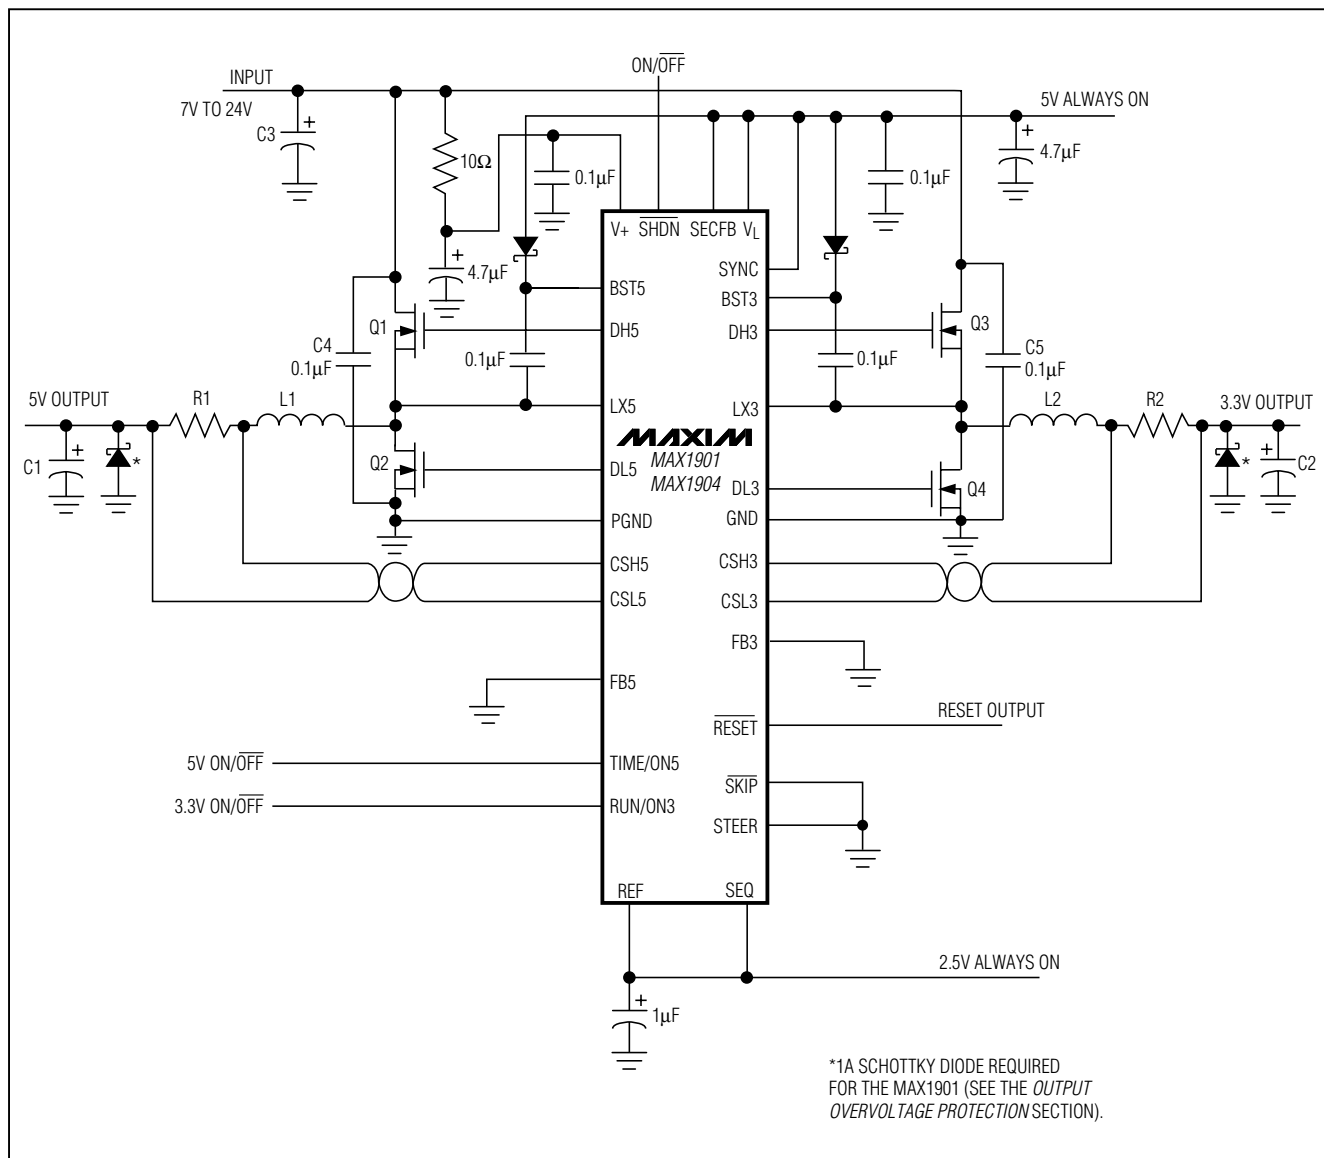 ON/OFF
INPUT
7V TO 24V
5V ALWAYS ON
C3
+
10Ω
0.1µF
0.1µF
+
4.7µF
V+
SHDN
SECFB
VL
+
4.7µF
SYNC
BST5
BST3
Q1
DH5
DH3
Q3
C4
0.1µF
0.1µF
0.1µF
C5
0.1µF
5V OUTPUT
R1
L1
LX5
LX3
L2
R2
3.3V OUTPUT
MAXIM
MAX1901
MAX1904
C1
+
*
Q2
DL5
DL3
Q4
*
+
C2
PGND
GND
CSH5
CSH3
CSL5
CSL3
FB3
FB5
RESET
RESET OUTPUT
5V ON/OFF
TIME/ON5
SKIP
3.3V ON/OFF
RUN/ON3
STEER
REF
SEQ
2.5V ALWAYS ON
+
1µF
*1A SCHOTTKY DIODE REQUIRED
FOR THE MAX1901 (SEE THE OUTPUT
OVERVOLTAGE PROTECTION SECTION).